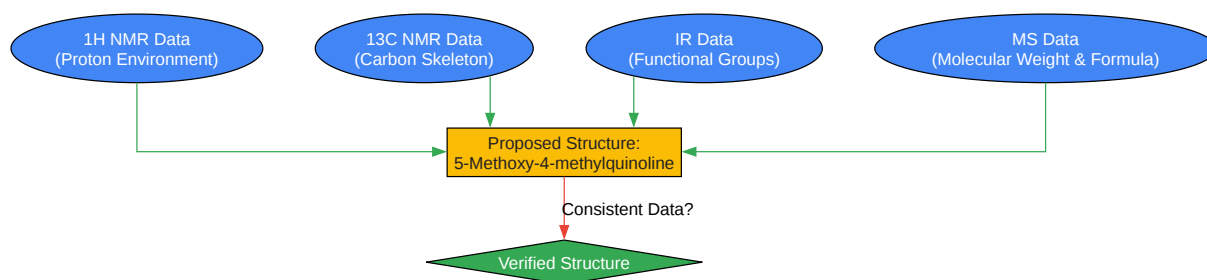 1H NMR Data
(Proton Environment)
13C NMR Data
(Carbon Skeleton)
IR Data
(Functional Groups)
MS Data
(Molecular Weight & Formula)
Proposed Structure:
5-Methoxy-4-methylquinoline
Consistent Data?
Verified Structure